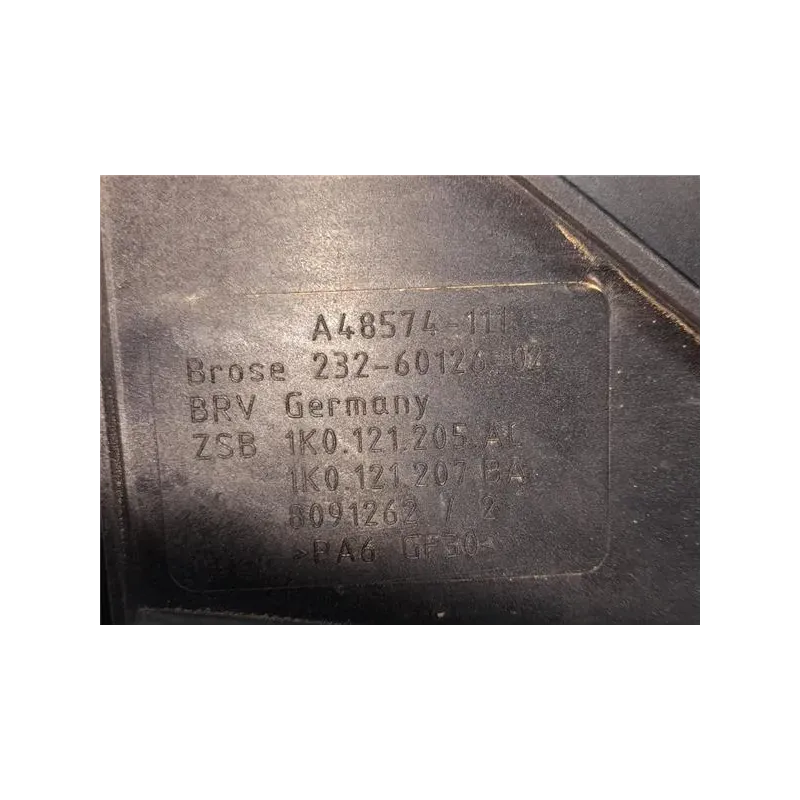 A48574-111
Brose 232-60126-02
BRV Germany
ZSB 1K0.121.205.AL
1K0.121.207.BA
8091262 / 2
>PA6 GF30<